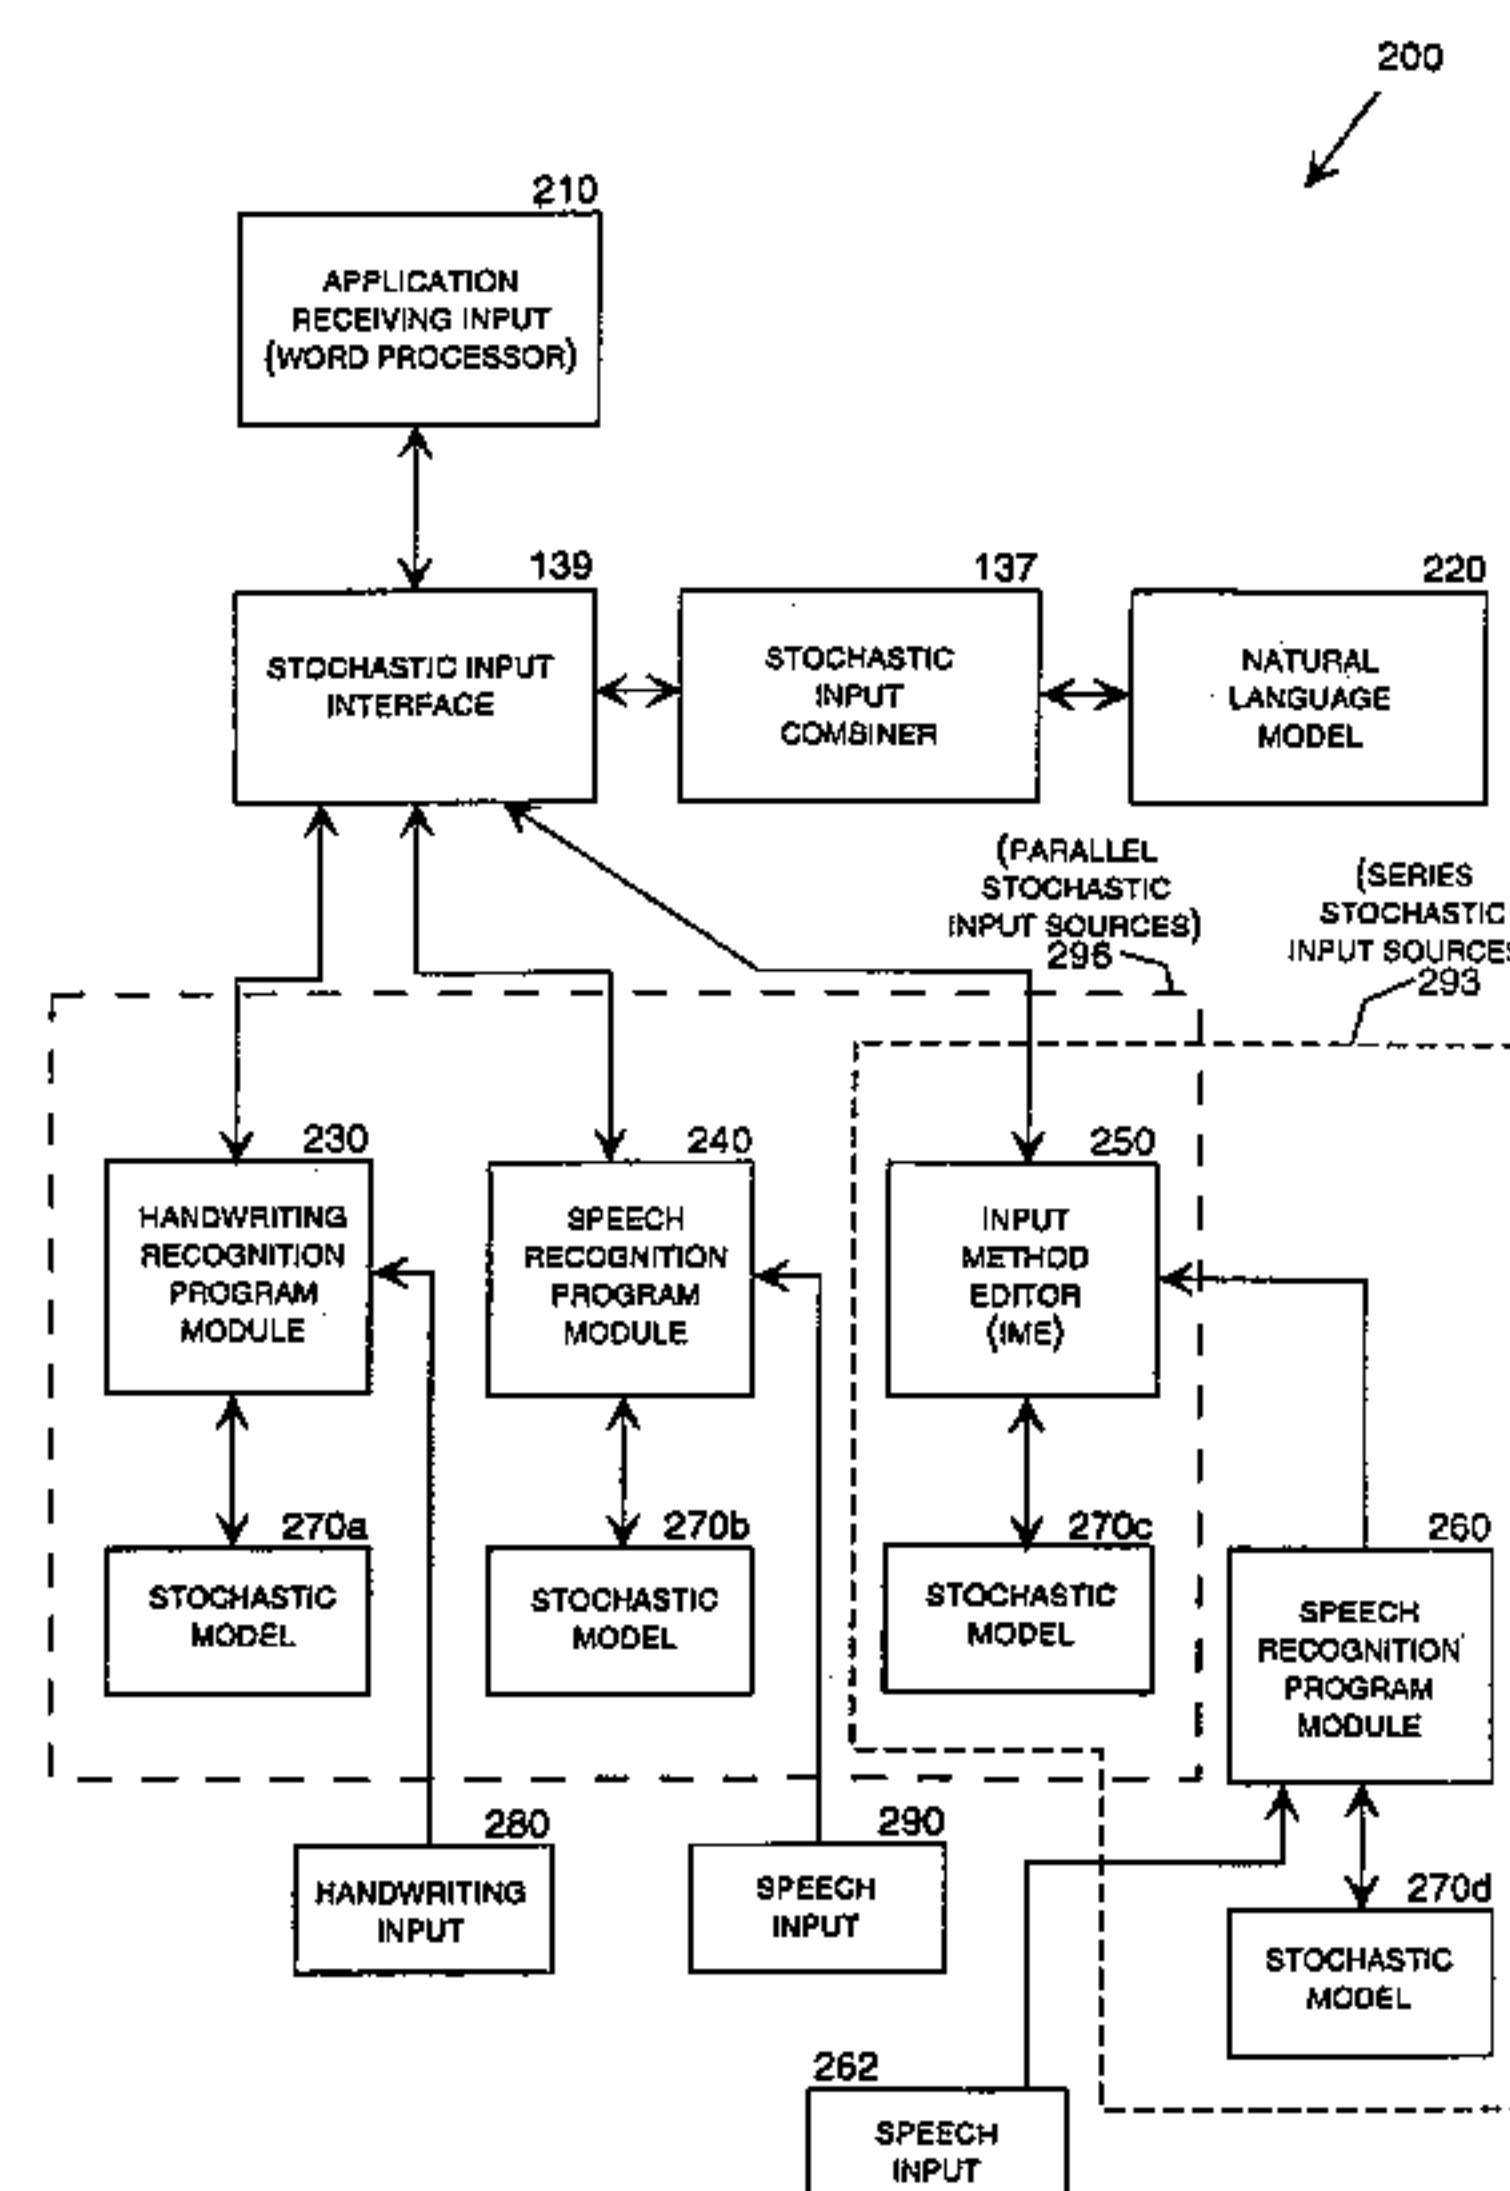 200
210
APPLICATION
RECEIVING INPUT
(WORD PROCESSOR)
139
STOCHASTIC INPUT
INTERFACE
137
STOCHASTIC
INPUT
COMBINER
220
NATURAL
LANGUAGE
MODEL
(PARALLEL
STOCHASTIC
INPUT SOURCES)
296
(SERIES
STOCHASTIC
INPUT SOURCES
293
230
HANDWRITING
RECOGNITION
PROGRAM
MODULE
240
SPEECH
RECOGNITION
PROGRAM
MODULE
250
INPUT
METHOD
EDITOR
(IME)
270a
STOCHASTIC
MODEL
270b
STOCHASTIC
MODEL
270c
STOCHASTIC
MODEL
260
SPEECH
RECOGNITION
PROGRAM
MODULE
280
HANDWRITING
INPUT
290
SPEECH
INPUT
270d
STOCHASTIC
MODEL
262
SPEECH
INPUT